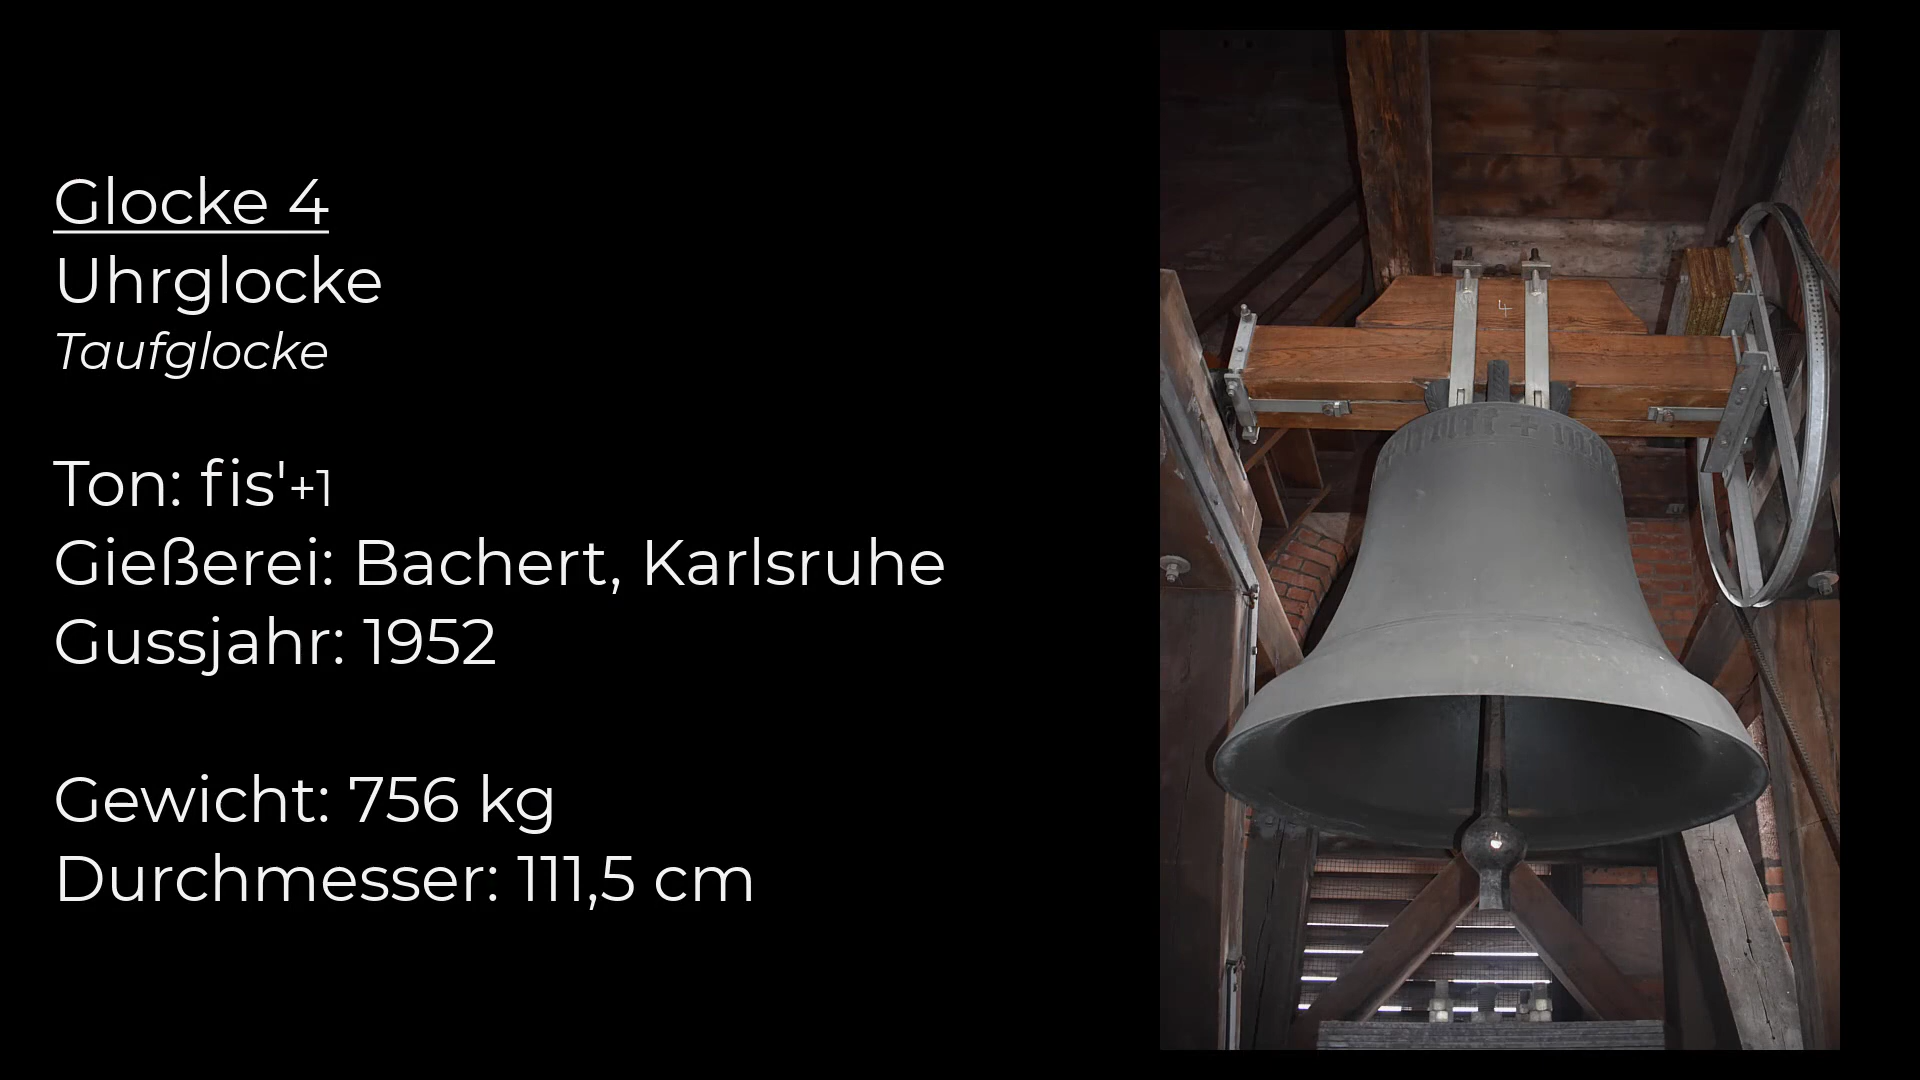 Glocke 4
Uhrglocke
Taufglocke
Ton: fis'+1
Gießerei: Bachert, Karlsruhe
Gussjahr: 1952
Gewicht: 756 kg
Durchmesser: 111,5 cm
4